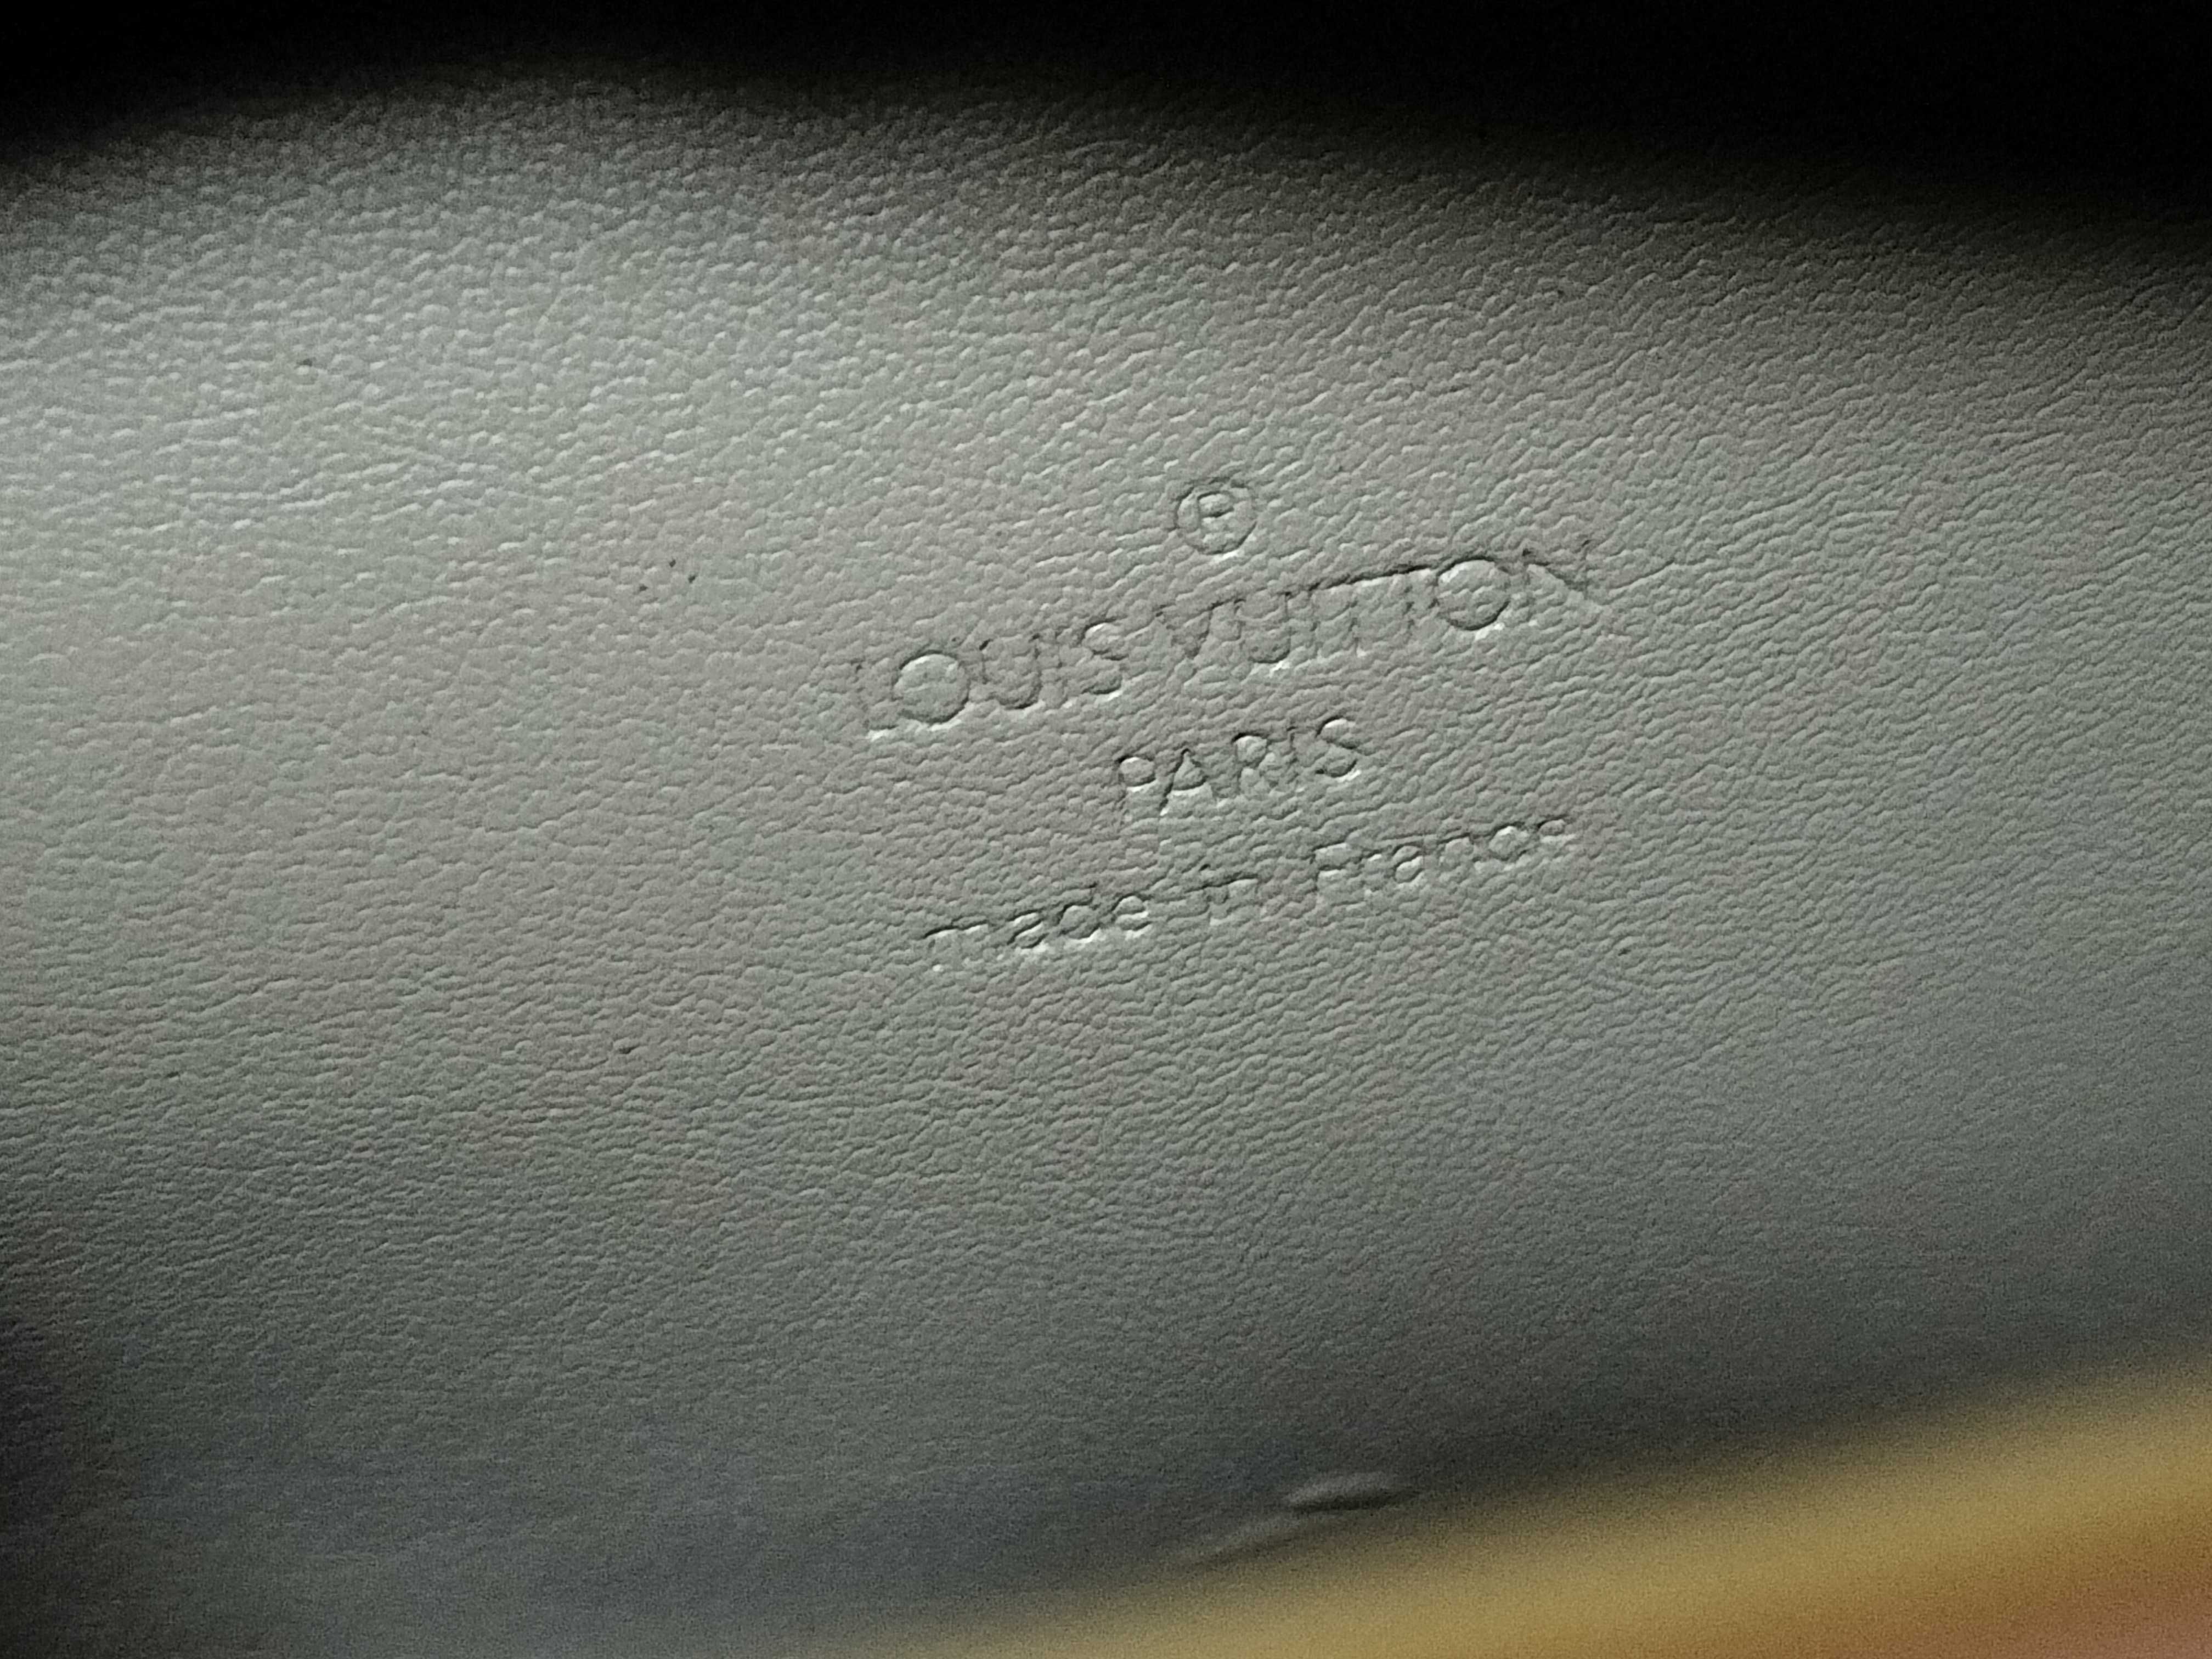 ®
LOUIS VUITTON
PARIS
made in France